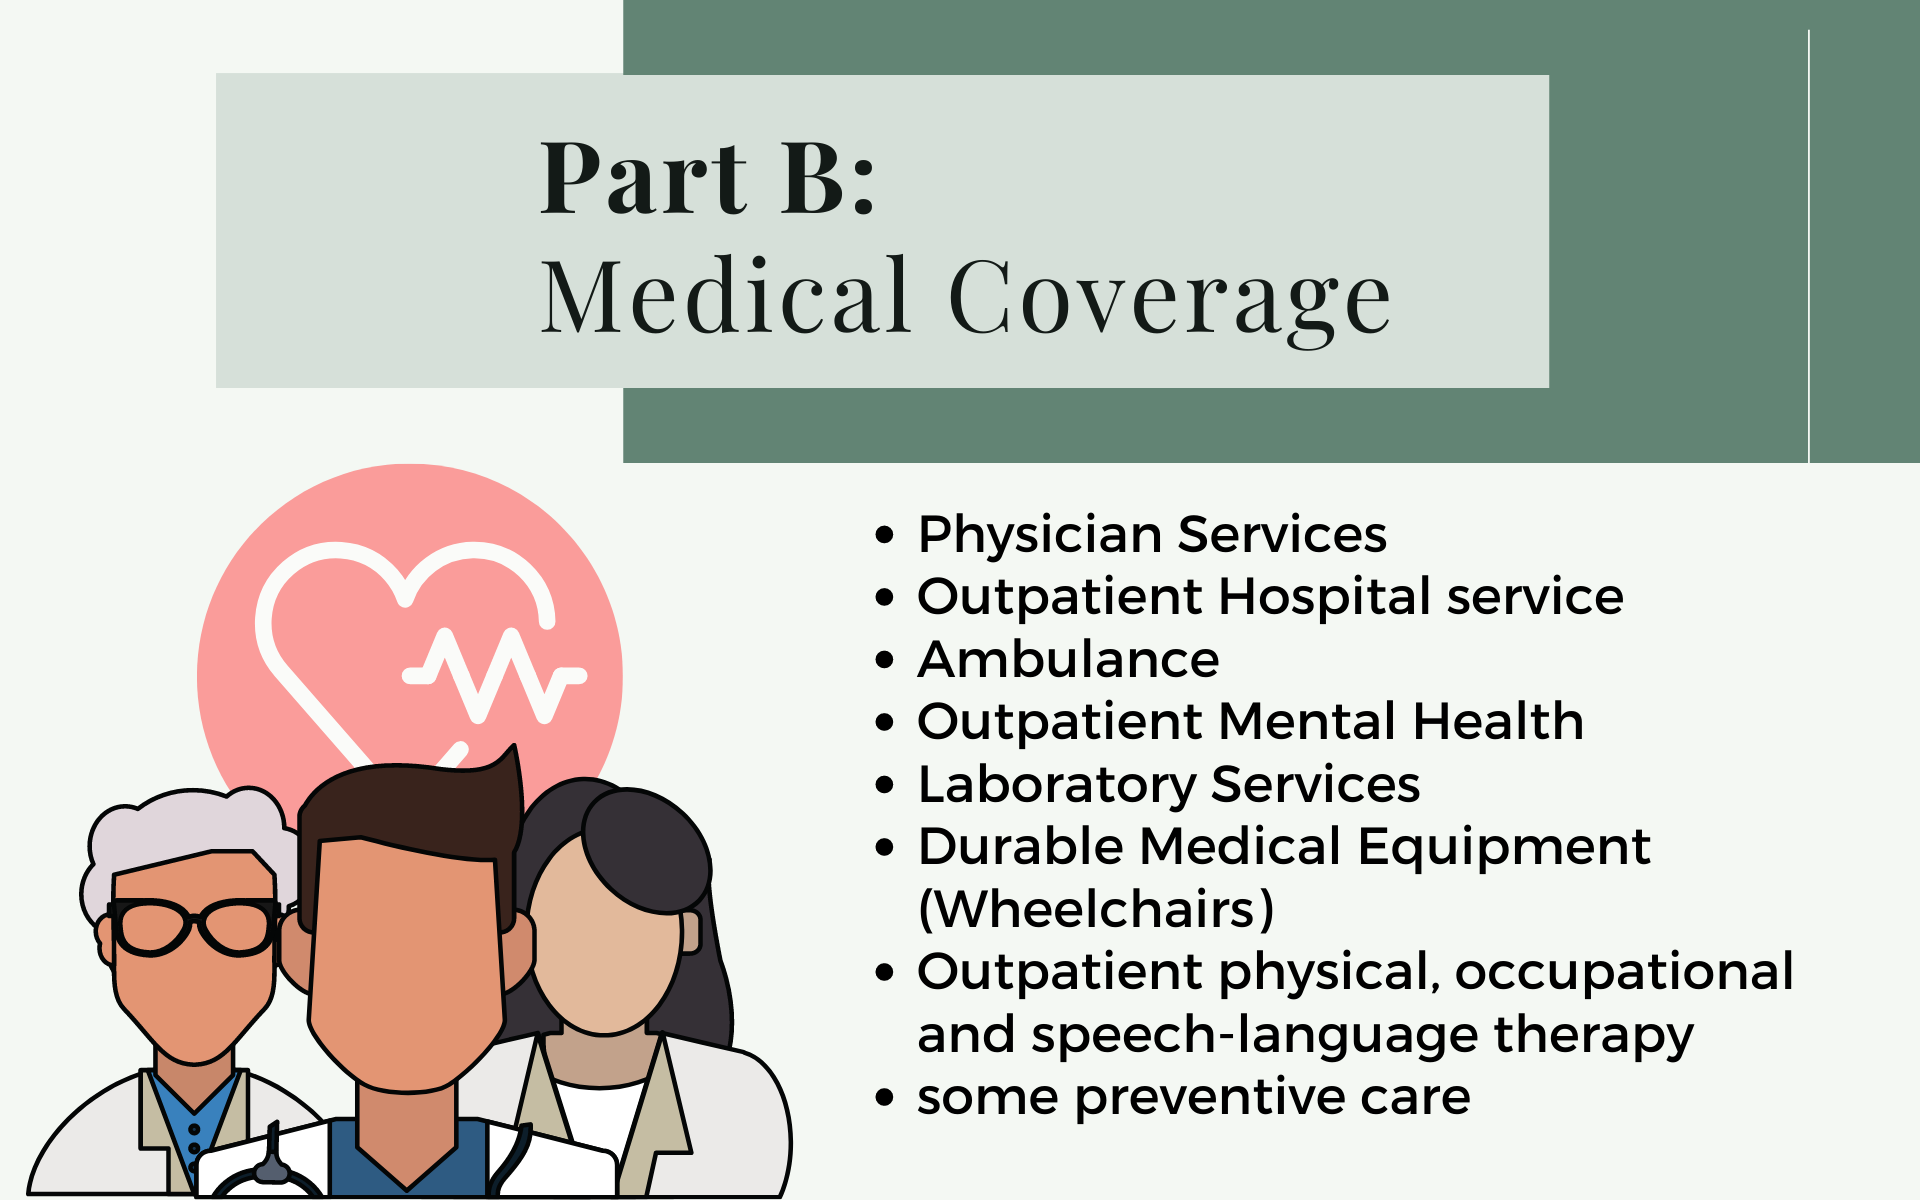 Part B:
Medical Coverage
• Physician Services
• Outpatient Hospital service
• Ambulance
• Outpatient Mental Health
• Laboratory Services
• Durable Medical Equipment
(Wheelchairs)
• Outpatient physical, occupational
and speech-language therapy
• some preventive care